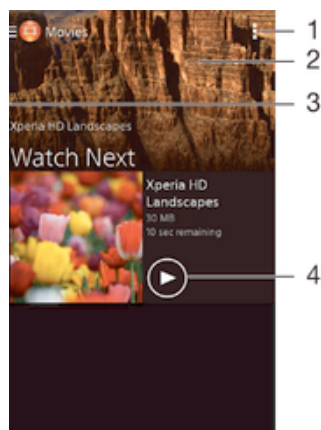 Movies
1
2
3
Xperia HD Landscapes
Watch Next
Xperia HD
Landscapes
30 MB
10 sec remaining
4